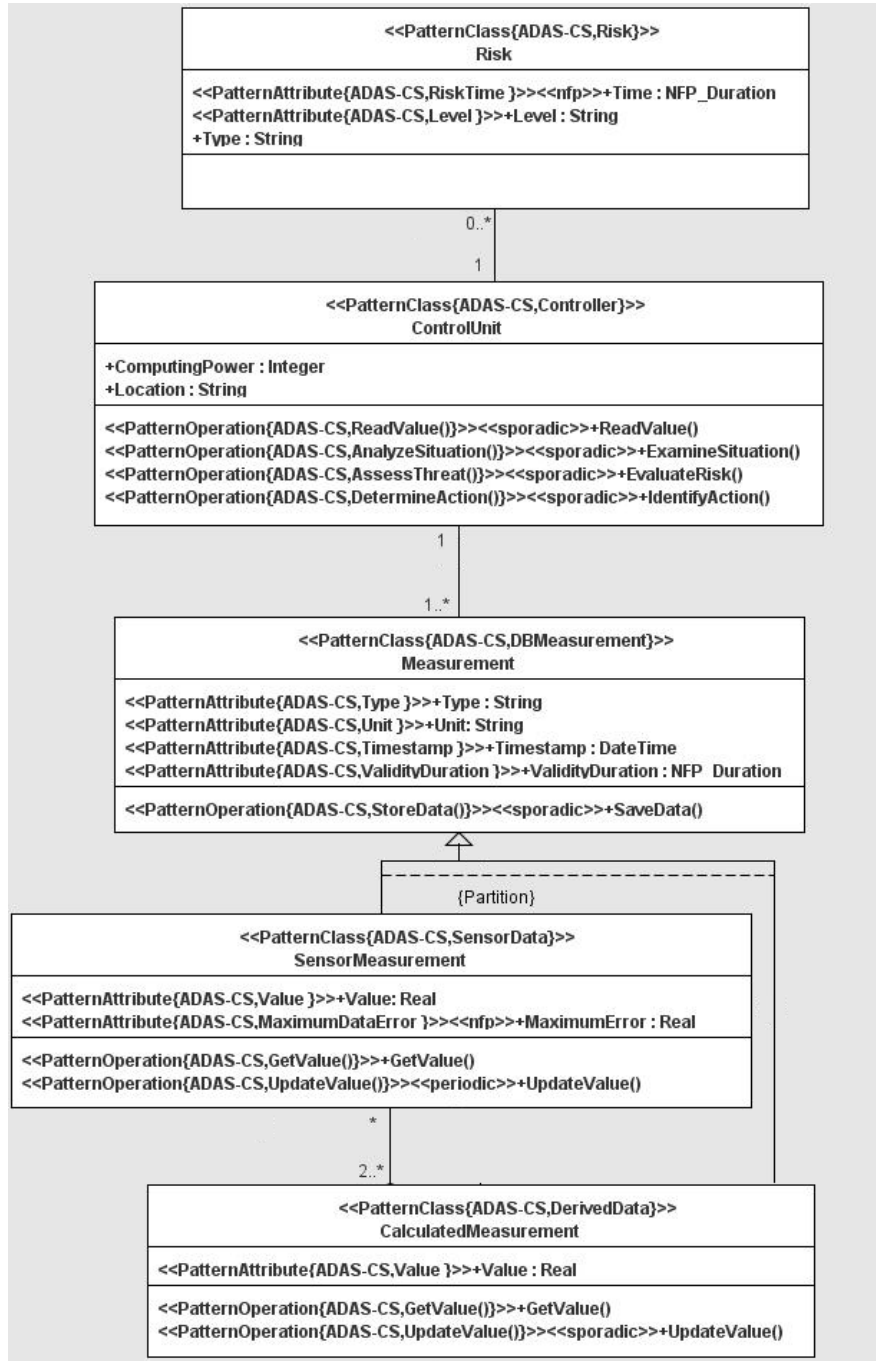 <<PatternClass{ADAS-CS,Risk}>>
Risk
<<PatternAttribute{ADAS-CS,RiskTime }>><<nfp>>+Time : NFP_Duration
<<PatternAttribute{ADAS-CS,Level }>>+Level : String
+Type : String
0..*
1
<<PatternClass{ADAS-CS,Controller}>>
ControlUnit
+ComputingPower : Integer
+Location : String
<<PatternOperation{ADAS-CS,ReadValue()}>><<sporadic>>+ReadValue()
<<PatternOperation{ADAS-CS,AnalyzeSituation()}>><<sporadic>>+ExamineSituation()
<<PatternOperation{ADAS-CS,AssessThreat()}>><<sporadic>>+EvaluateRisk()
<<PatternOperation{ADAS-CS,DetermineAction()}>><<sporadic>>+IdentifyAction()
1
1..*
<<PatternClass{ADAS-CS,DBMeasurement}>>
Measurement
<<PatternAttribute{ADAS-CS,Type }>>+Type : String
<<PatternAttribute{ADAS-CS,Unit }>>+Unit: String
<<PatternAttribute{ADAS-CS,Timestamp }>>+Timestamp : DateTime
<<PatternAttribute{ADAS-CS,ValidityDuration }>>+ValidityDuration : NFP_Duration
<<PatternOperation{ADAS-CS,StoreData()}>><<sporadic>>+SaveData()
{Partition}
<<PatternClass{ADAS-CS,SensorData}>>
SensorMeasurement
<<PatternAttribute{ADAS-CS,Value }>>+Value: Real
<<PatternAttribute{ADAS-CS,MaximumDataError }>><<nfp>>+MaximumError : Real
<<PatternOperation{ADAS-CS,GetValue()}>>+GetValue()
<<PatternOperation{ADAS-CS,UpdateValue()}>><<periodic>>+UpdateValue()
*
2..*
<<PatternClass{ADAS-CS,DerivedData}>>
CalculatedMeasurement
<<PatternAttribute{ADAS-CS,Value }>>+Value : Real
<<PatternOperation{ADAS-CS,GetValue()}>>+GetValue()
<<PatternOperation{ADAS-CS,UpdateValue()}>><<sporadic>>+UpdateValue()